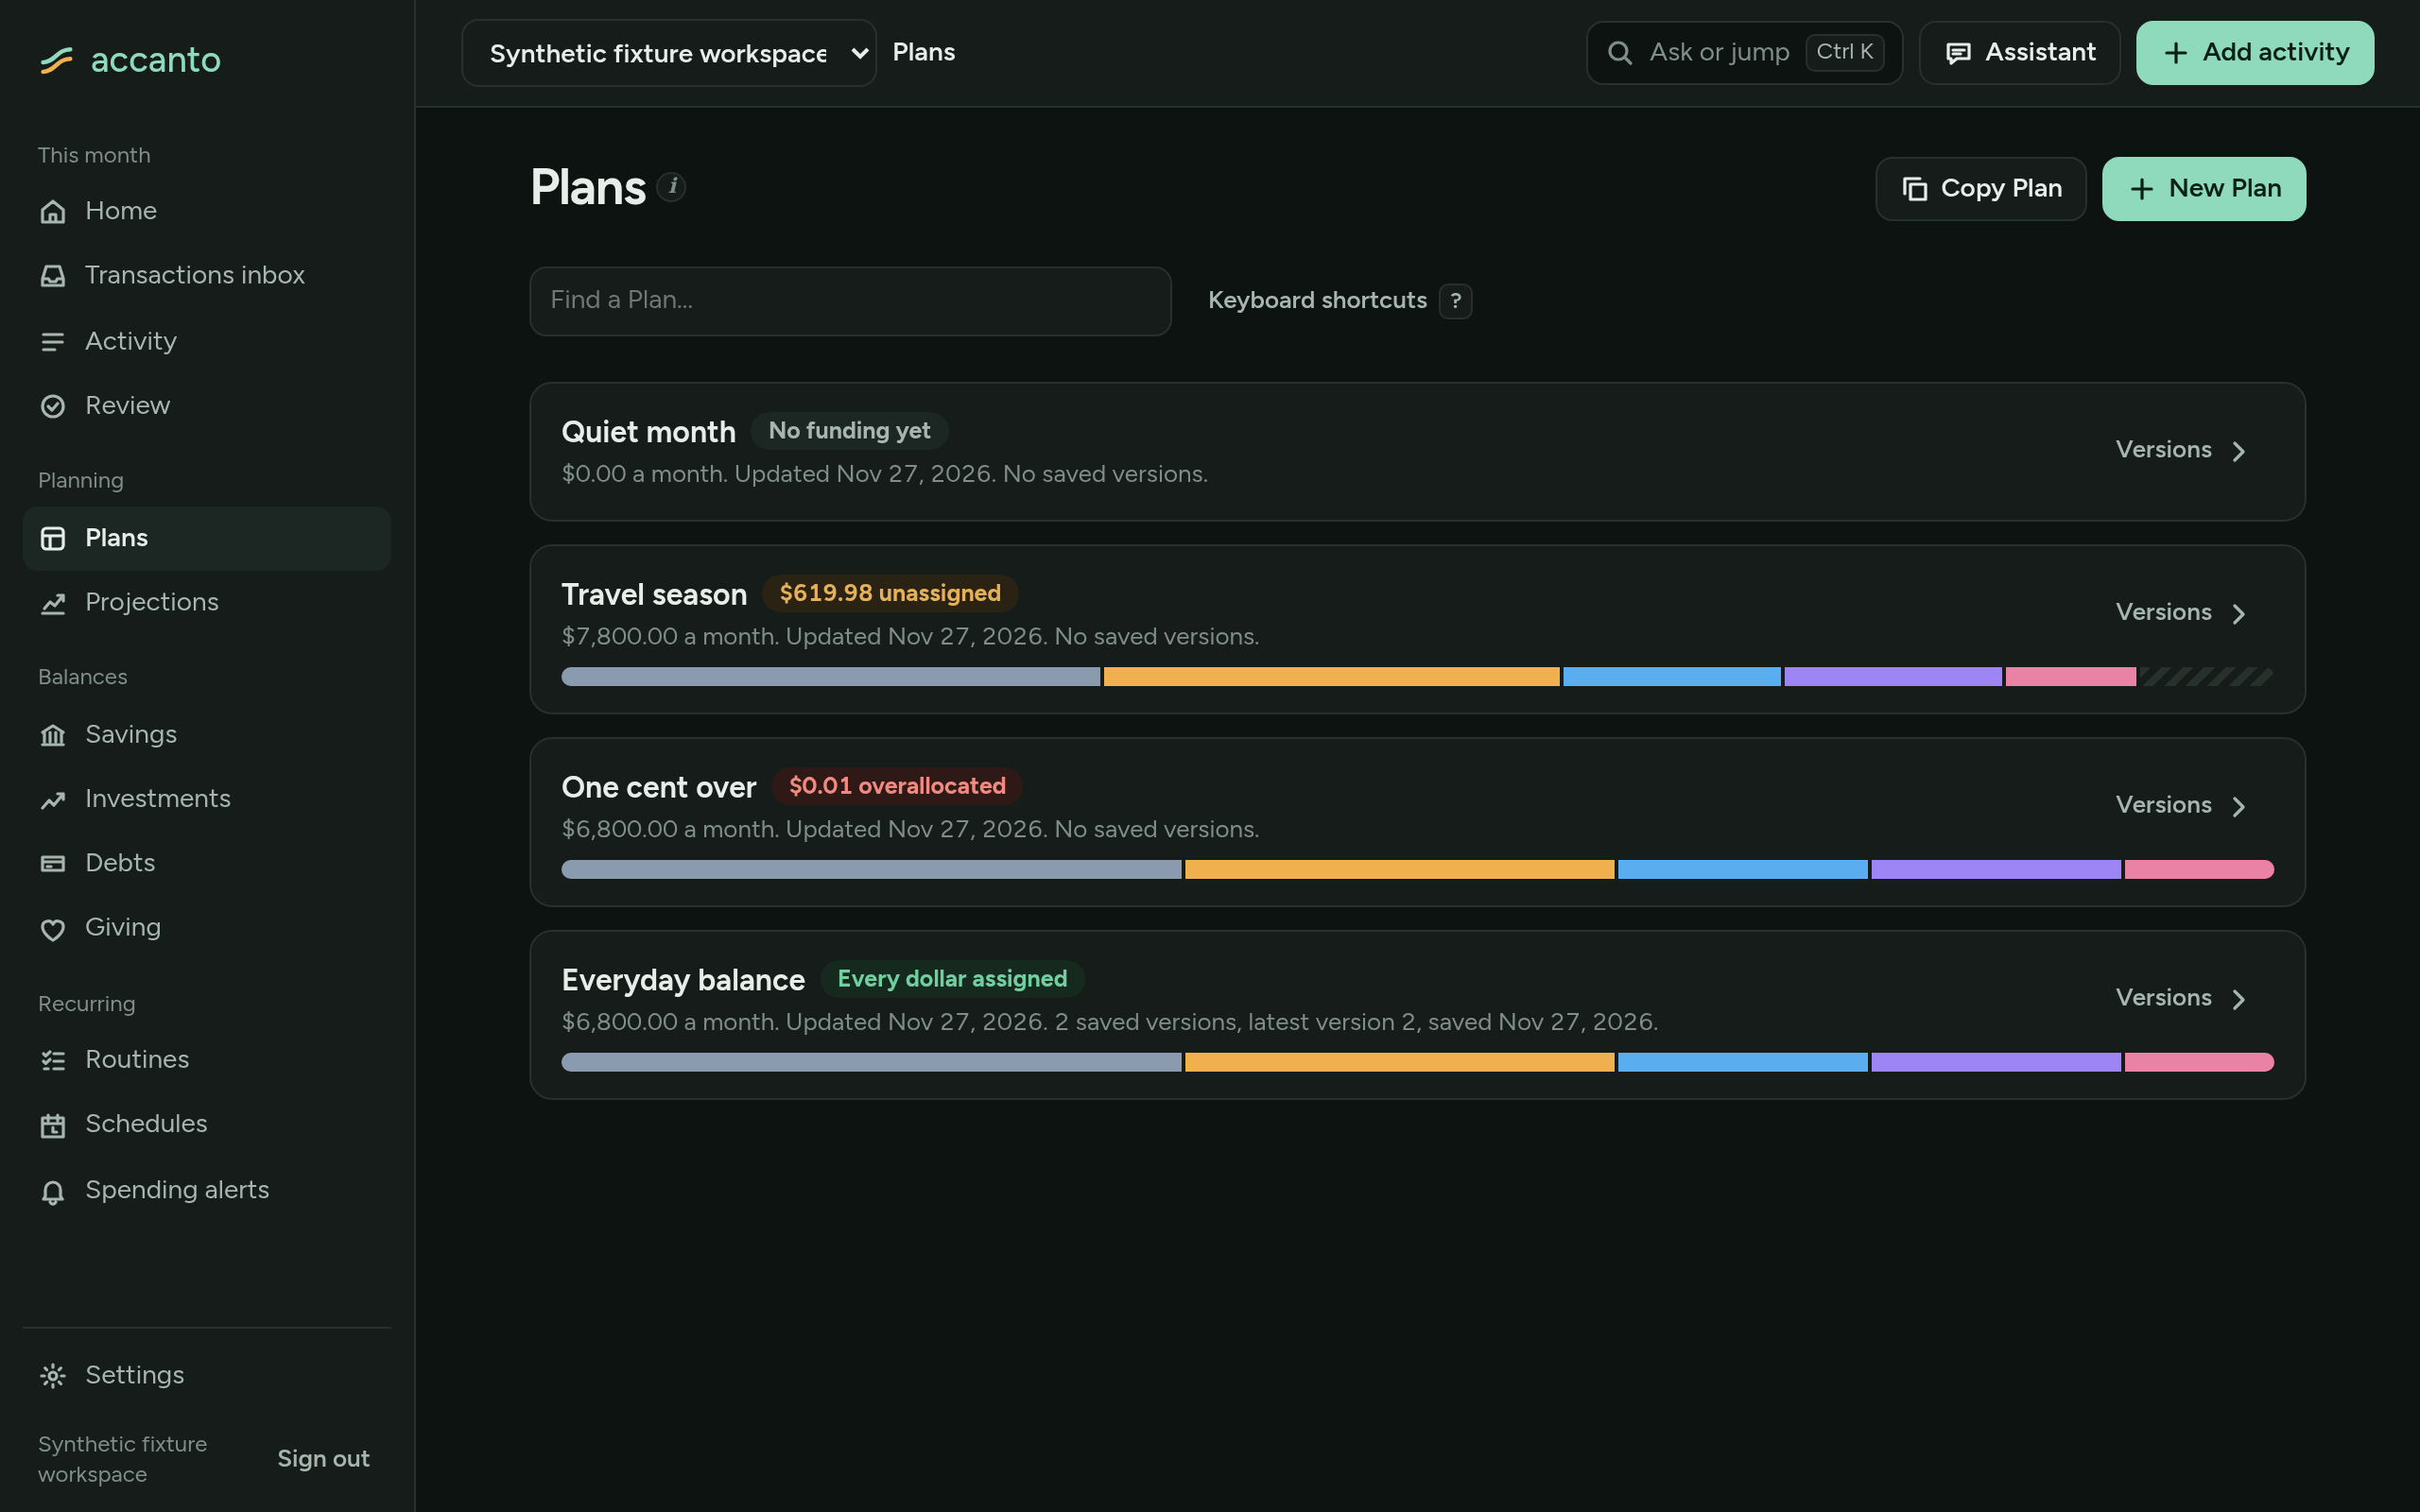 accanto
This month
Home
Transactions inbox
Activity
Review
Planning
Plans
Projections
Balances
Savings
Investments
Debts
Giving
Recurring
Routines
Schedules
Spending alerts
Settings
Synthetic fixture
workspace
Sign out
Synthetic fixture workspace
Plans
Ask or jump
Ctrl K
Assistant
Add activity
Plans
i
Copy Plan
New Plan
Find a Plan...
Keyboard shortcuts
?
Quiet month
No funding yet
$0.00 a month. Updated Nov 27, 2026. No saved versions.
Versions
Travel season
$619.98 unassigned
$7,800.00 a month. Updated Nov 27, 2026. No saved versions.
Versions
One cent over
$0.01 overallocated
$6,800.00 a month. Updated Nov 27, 2026. No saved versions.
Versions
Everyday balance
Every dollar assigned
$6,800.00 a month. Updated Nov 27, 2026. 2 saved versions, latest version 2, saved Nov 27, 2026.
Versions